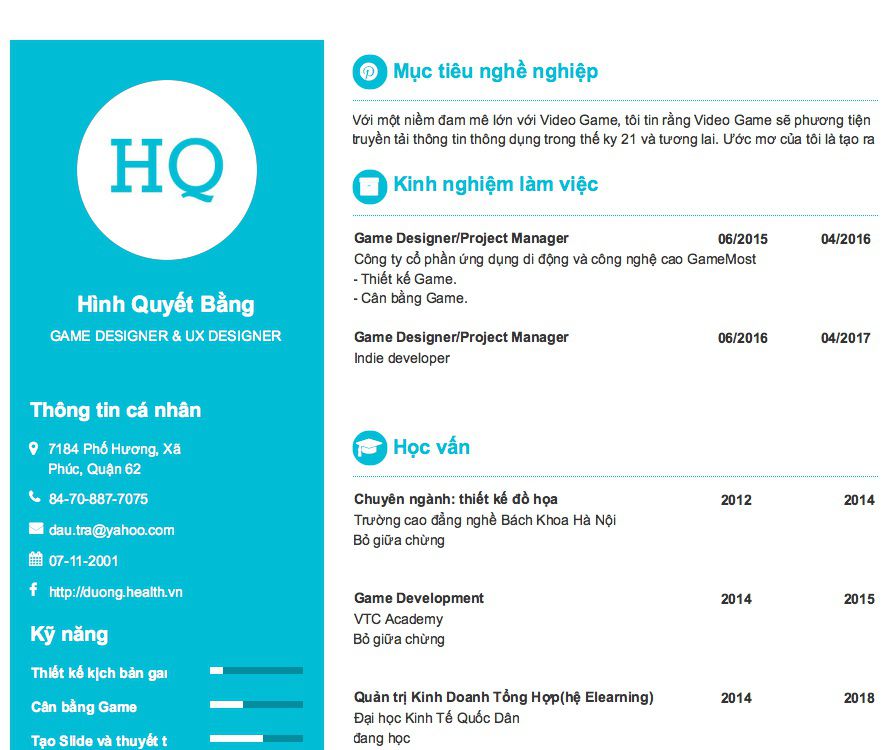 HQ
Hình Quyết Bằng
GAME DESIGNER & UX DESIGNER
Thông tin cá nhân
7184 Phố Hương, Xã
Phúc, Quận 62
84-70-887-7075
dau.tra@yahoo.com
07-11-2001
http://duong.health.vn
Kỹ năng
Thiết kế kịch bản gar
Cân bằng Game
Tạo Slide và thuyết t
Mục tiêu nghề nghiệp
Với một niềm đam mê lớn với Video Game, tôi tin rằng Video Game sẽ phương tiện
truyền tải thông tin thông dụng trong thế kỷ 21 và tương lai. Ước mơ của tôi là tạo ra
Kinh nghiệm làm việc
Game Designer/Project Manager 06/2015 04/2016
Công ty cổ phần ứng dụng di động và công nghệ cao GameMost
- Thiết kế Game.
- Cân bằng Game.
Game Designer/Project Manager 06/2016 04/2017
Indie developer
Học vấn
Chuyên ngành: thiết kế đồ họa 2012 2014
Trường cao đẳng nghề Bách Khoa Hà Nội
Bỏ giữa chừng
Game Development 2014 2015
VTC Academy
Bỏ giữa chừng
Quản trị Kinh Doanh Tổng Hợp(hệ Elearning) 2014 2018
Đại học Kinh Tế Quốc Dân
đang học